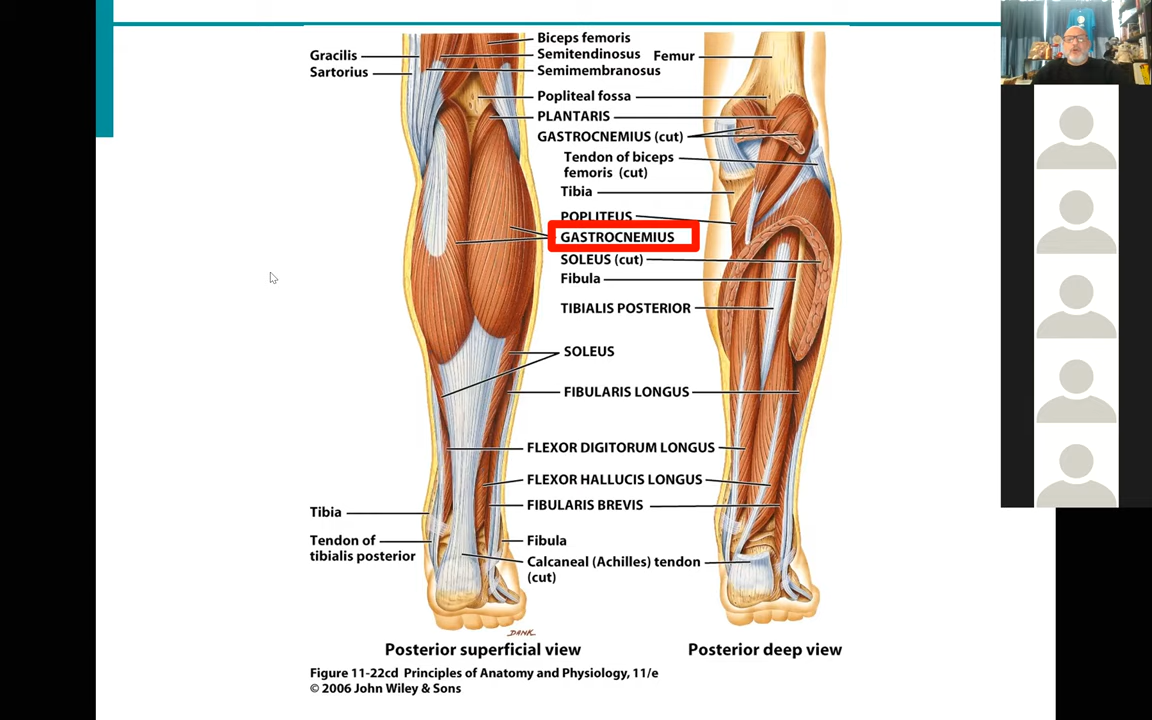 Biceps femoris
Gracilis
Semitendinosus
Femur
Sartorius
Semimembranosus
Popliteal fossa
PLANTARIS
GASTROCNEMIUS (cut)
Tendon of biceps
femoris (cut)
Tibia
POPLITEUS
GASTROCNEMIUS
SOLEUS (cut)
Fibula
TIBIALIS POSTERIOR
SOLEUS
FIBULARIS LONGUS
FLEXOR DIGITORUM LONGUS
FLEXOR HALLUCIS LONGUS
FIBULARIS BREVIS
Tibia
Tendon of
tibialis posterior
Fibula
Calcaneal (Achilles) tendon
(cut)
DANK
Posterior superficial view
Posterior deep view
Figure 11-22cd Principles of Anatomy and Physiology, 11/e
© 2006 John Wiley & Sons